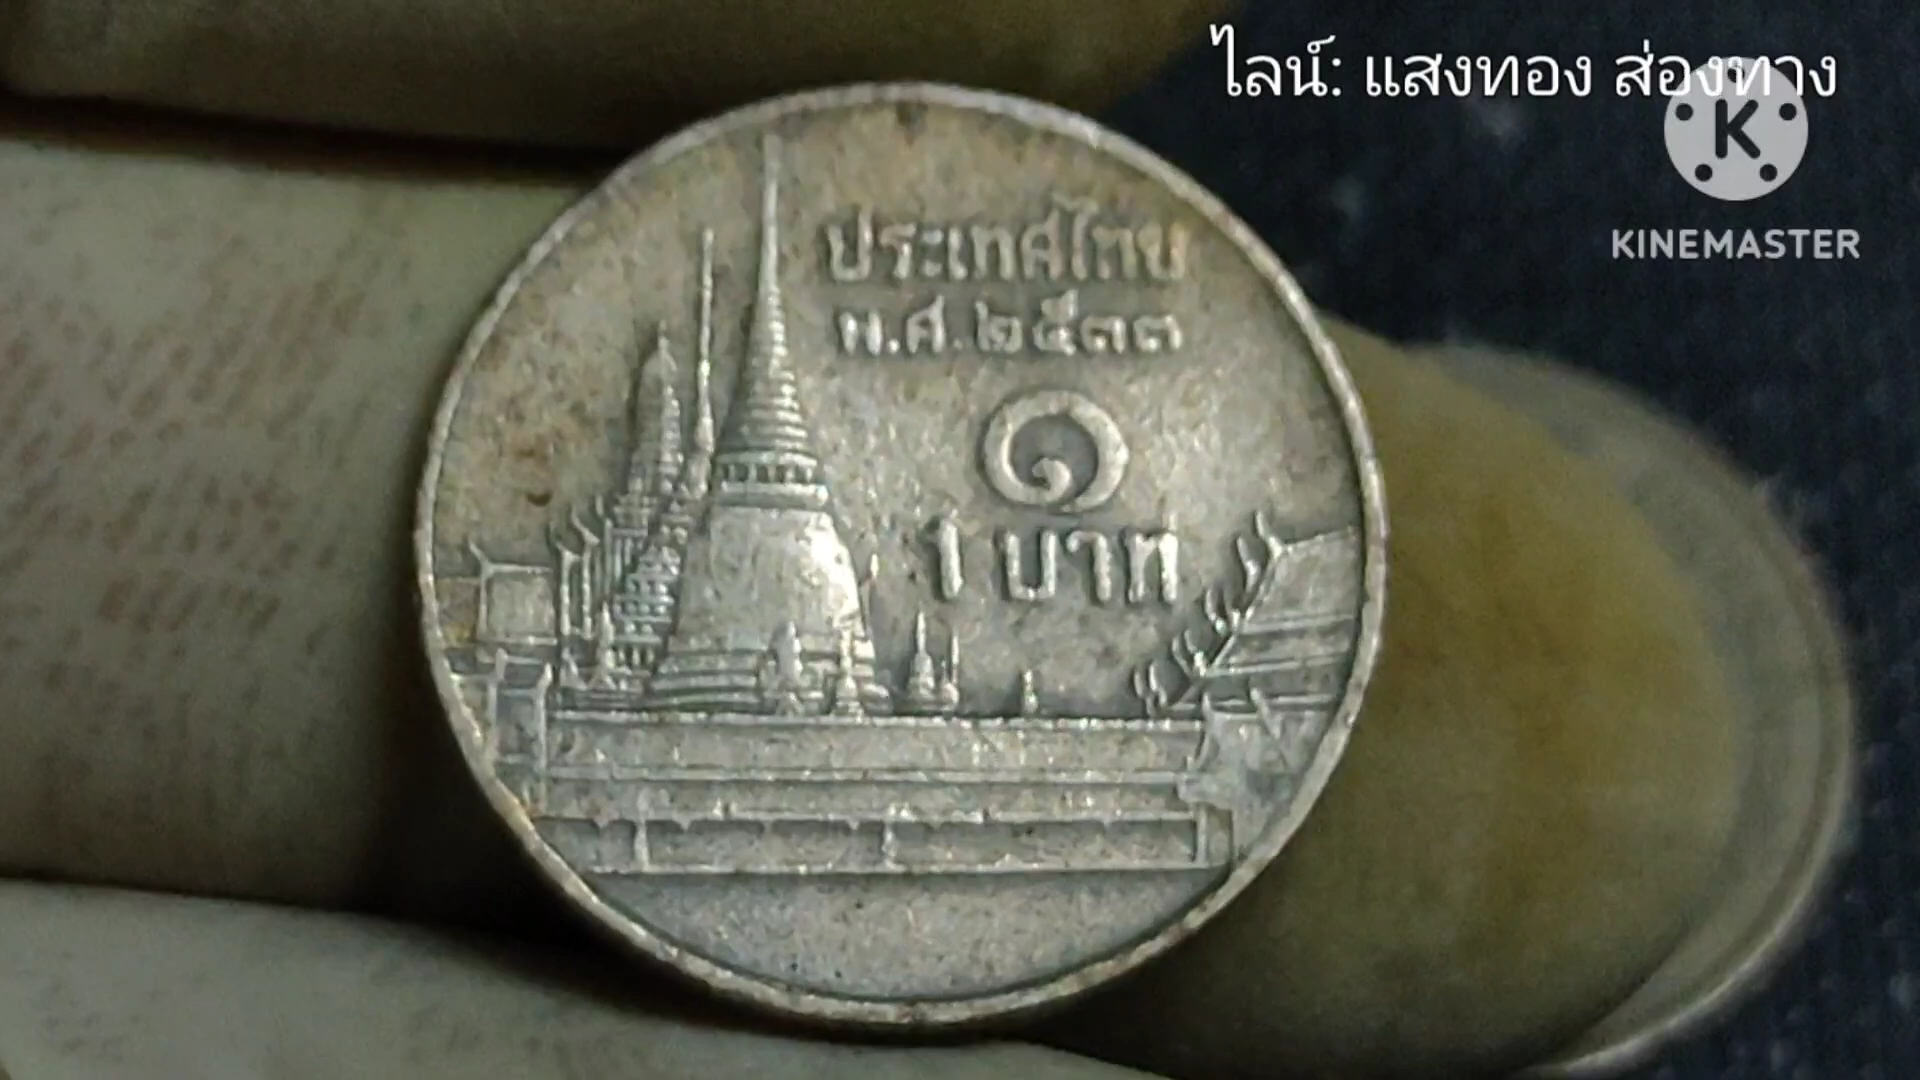 ไลน์: แสงทอง ส่องทาง
K
KINEMASTER
ประเทศไทย
พ.ศ.๒๕๓๓
๑
1 บาท